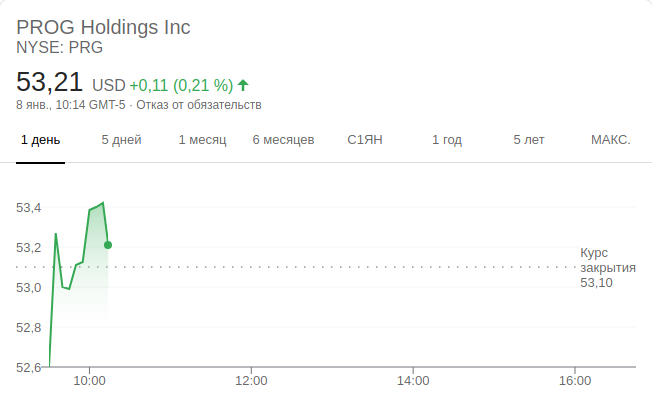 PROG Holdings Inc
NYSE: PRG
53,21 USD +0,11 (0,21 %)
8 янв., 10:14 GMT-5 · Отказ от обязательств
1 день 5 дней 1 месяц 6 месяцев С1ЯН 1 год 5 лет МАКС.
53,4
53,2
53,0
52,8
52,6
Курс
закрытия
53,10
10:00 12:00 14:00 16:00